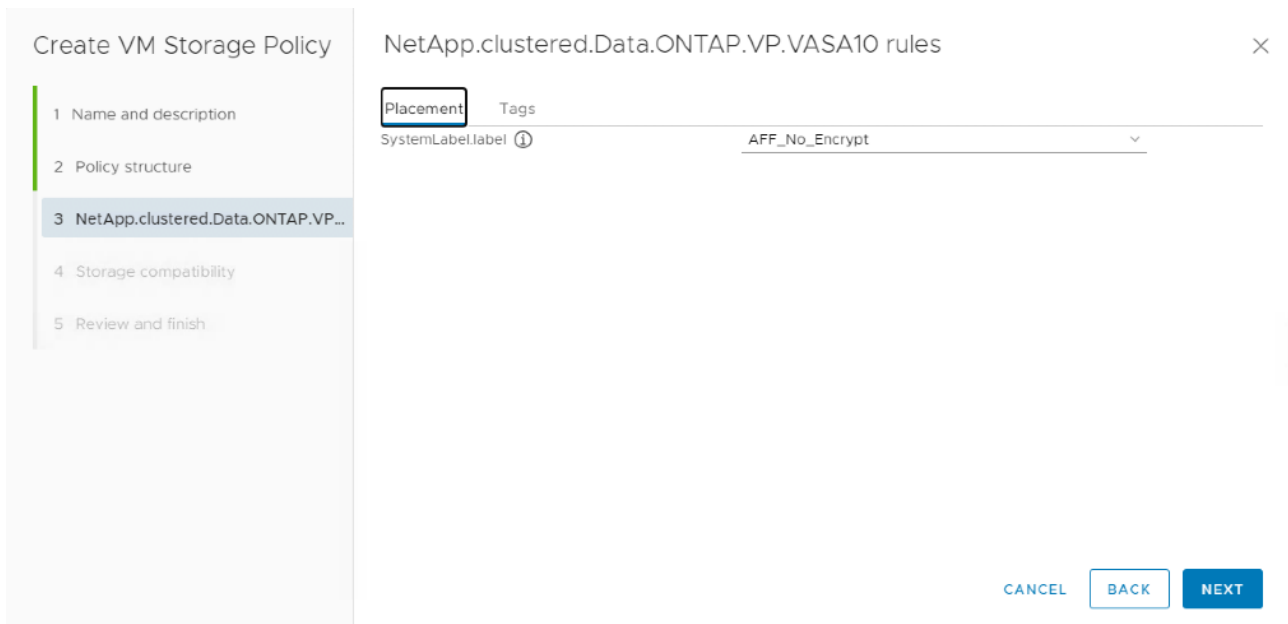 Create VM Storage Policy
1 Name and description
2 Policy structure
3 NetApp.clustered.Data.ONTAP.VP...
4 Storage compatibility
5 Review and finish
NetApp.clustered.Data.ONTAP.VP.VASA10 rules
Placement Tags
SystemLabel.label AFF_No_Encrypt
CANCEL BACK NEXT